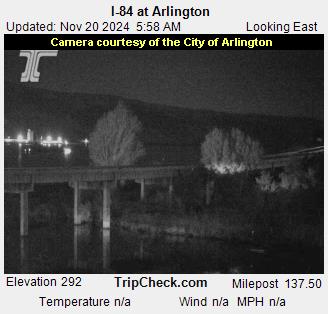 I-84 at Arlington
Updated: Nov 20 2024 5:58 AM Looking East
Camera courtesy of the City of Arlington
Elevation 292 TripCheck.com Milepost 137.50
Temperature n/a Wind n/a MPH n/a